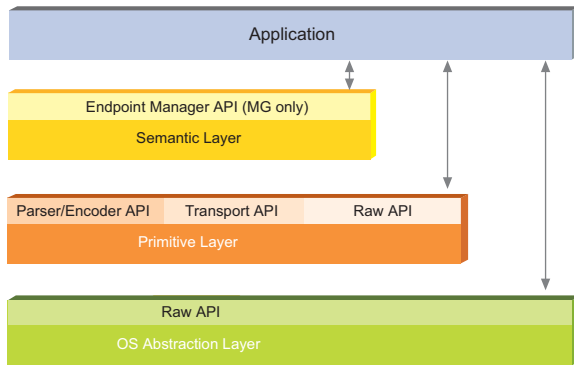 Application
Endpoint Manager API (MG only)
Semantic Layer
Parser/Encoder API Transport API Raw API
Primitive Layer
Raw API
OS Abstraction Layer